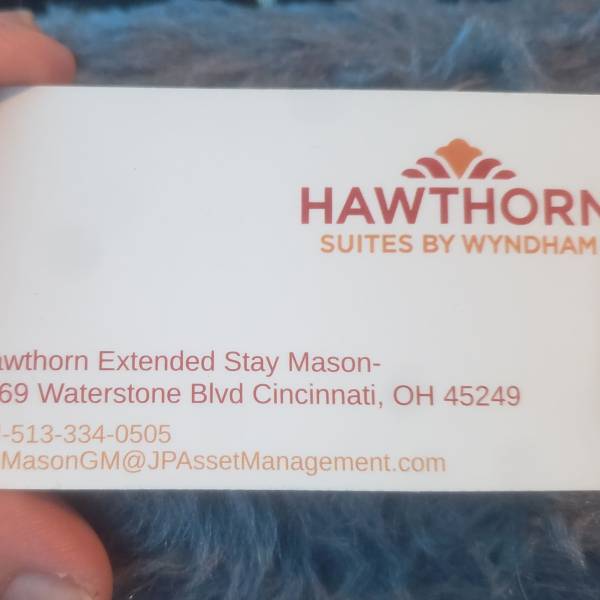 HAWTHORN
SUITES BY WYNDHAM
awthorn Extended Stay Mason-
69 Waterstone Blvd Cincinnati, OH 45249
-513-334-0505
MasonGM@JPAssetManagement.com